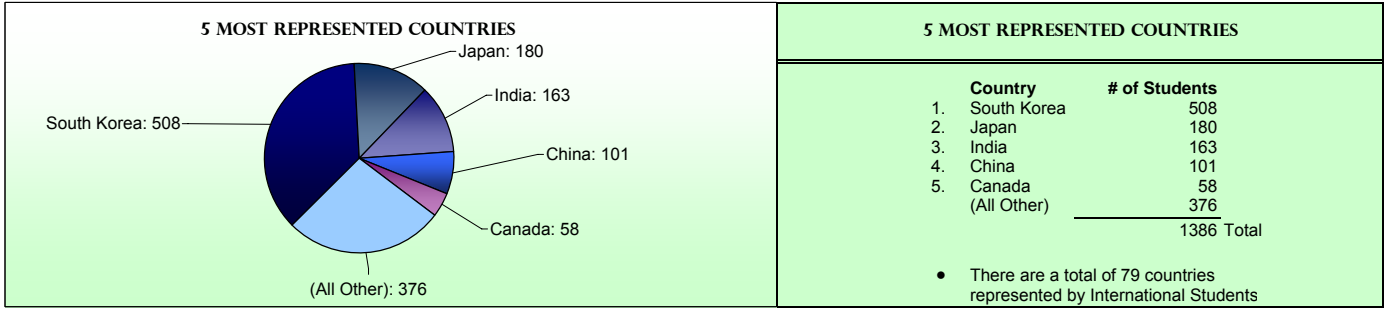 5 MOST REPRESENTED COUNTRIES
Japan: 180
India: 163
South Korea: 508
China: 101
Canada: 58
(All Other): 376
5 MOST REPRESENTED COUNTRIES
Country # of Students
1. South Korea 508
2. Japan 180
3. India 163
4. China 101
5. Canada 58
(All Other) 376
1386 Total
• There are a total of 79 countries
represented by International Students